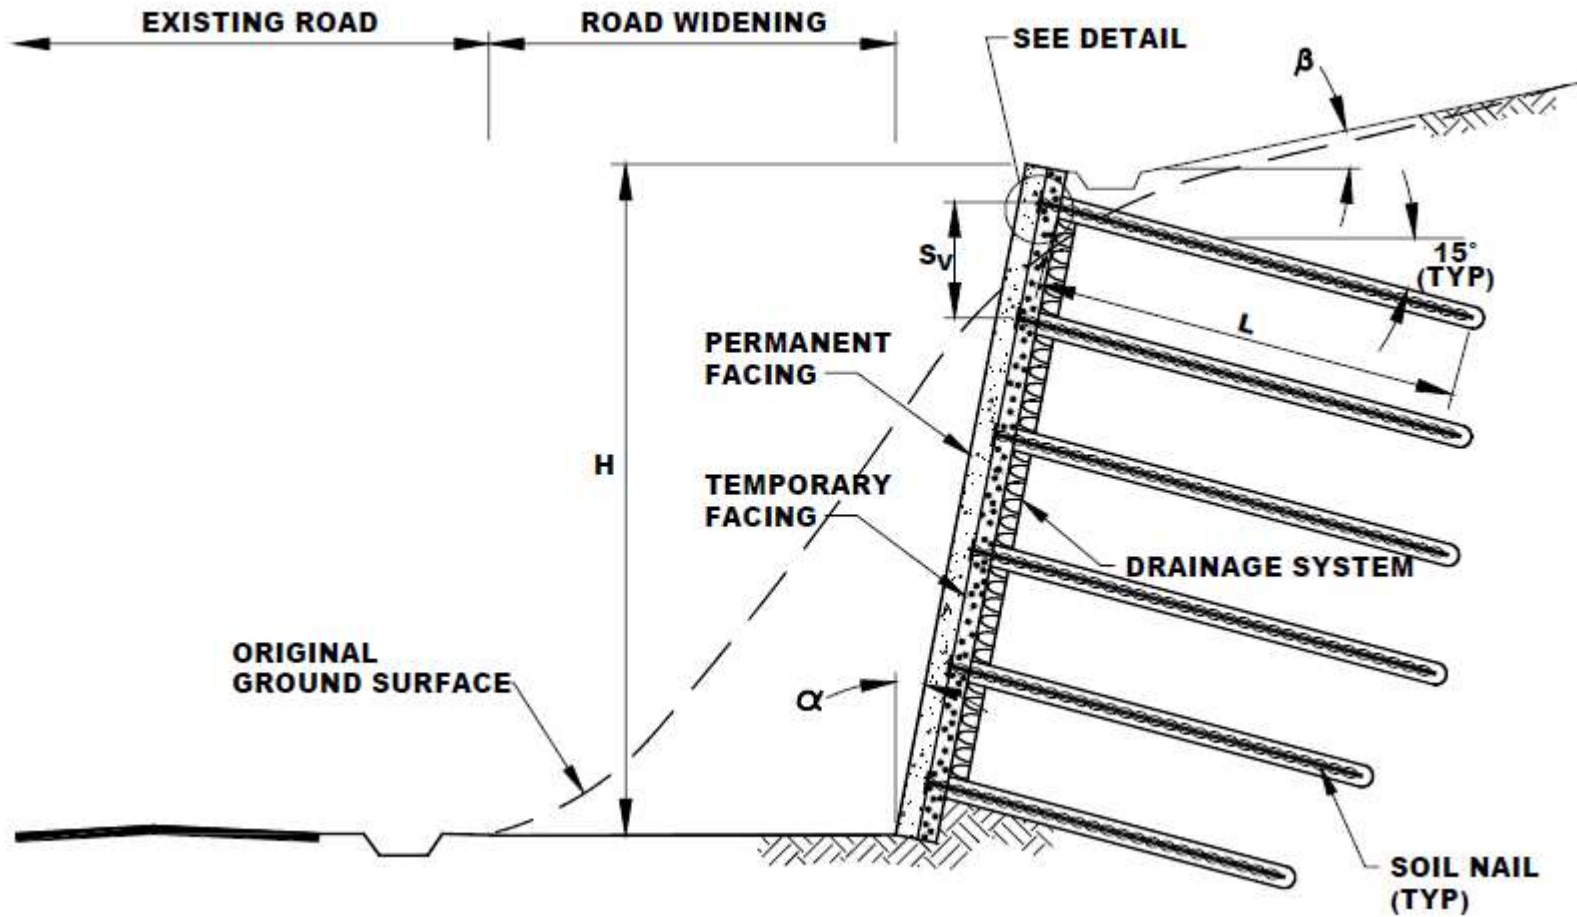 EXISTING ROAD
ROAD WIDENING
SEE DETAIL
β
S_V
15°
(TYP)
L
PERMANENT
FACING
H
TEMPORARY
FACING
DRAINAGE SYSTEM
ORIGINAL
GROUND SURFACE
α
SOIL NAIL
(TYP)